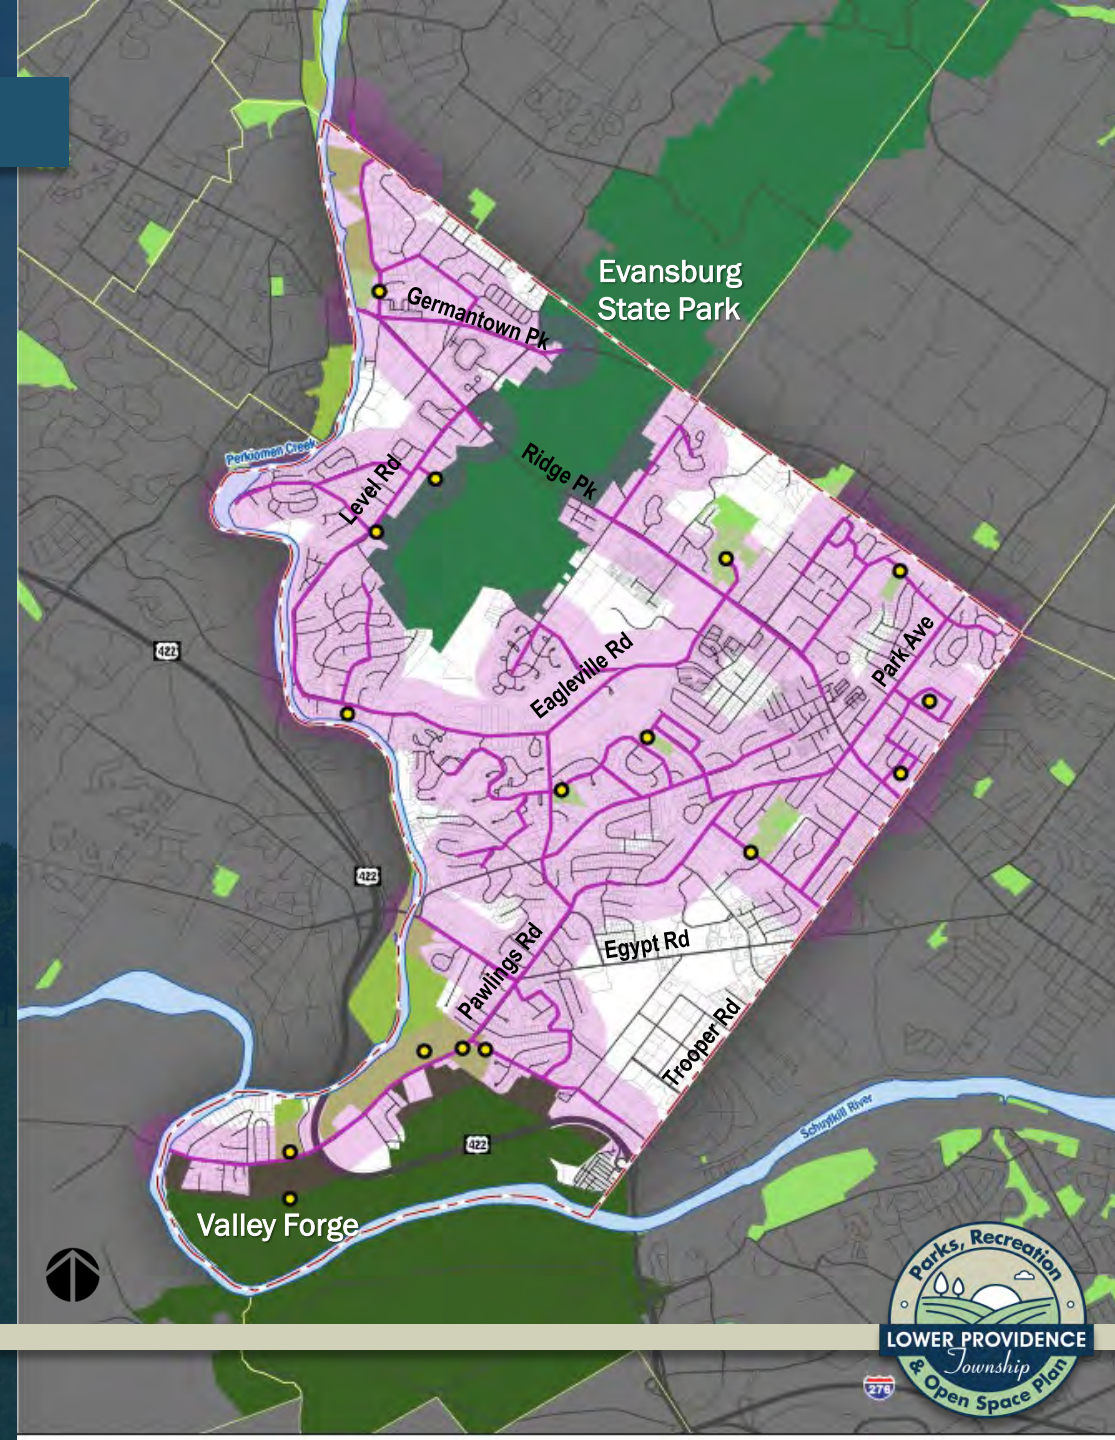 Evansburg
State Park
Germantown Pk
Perkiomen Creek
Level Rd
Ridge Pk
Park Ave
Eagleville Rd
422
422
Pawlings Rd
Egypt Rd
Trooper Rd
Schuylkill River
422
Valley Forge
Parks, Recreation
LOWER PROVIDENCE
Township
& Open Space Plan
276